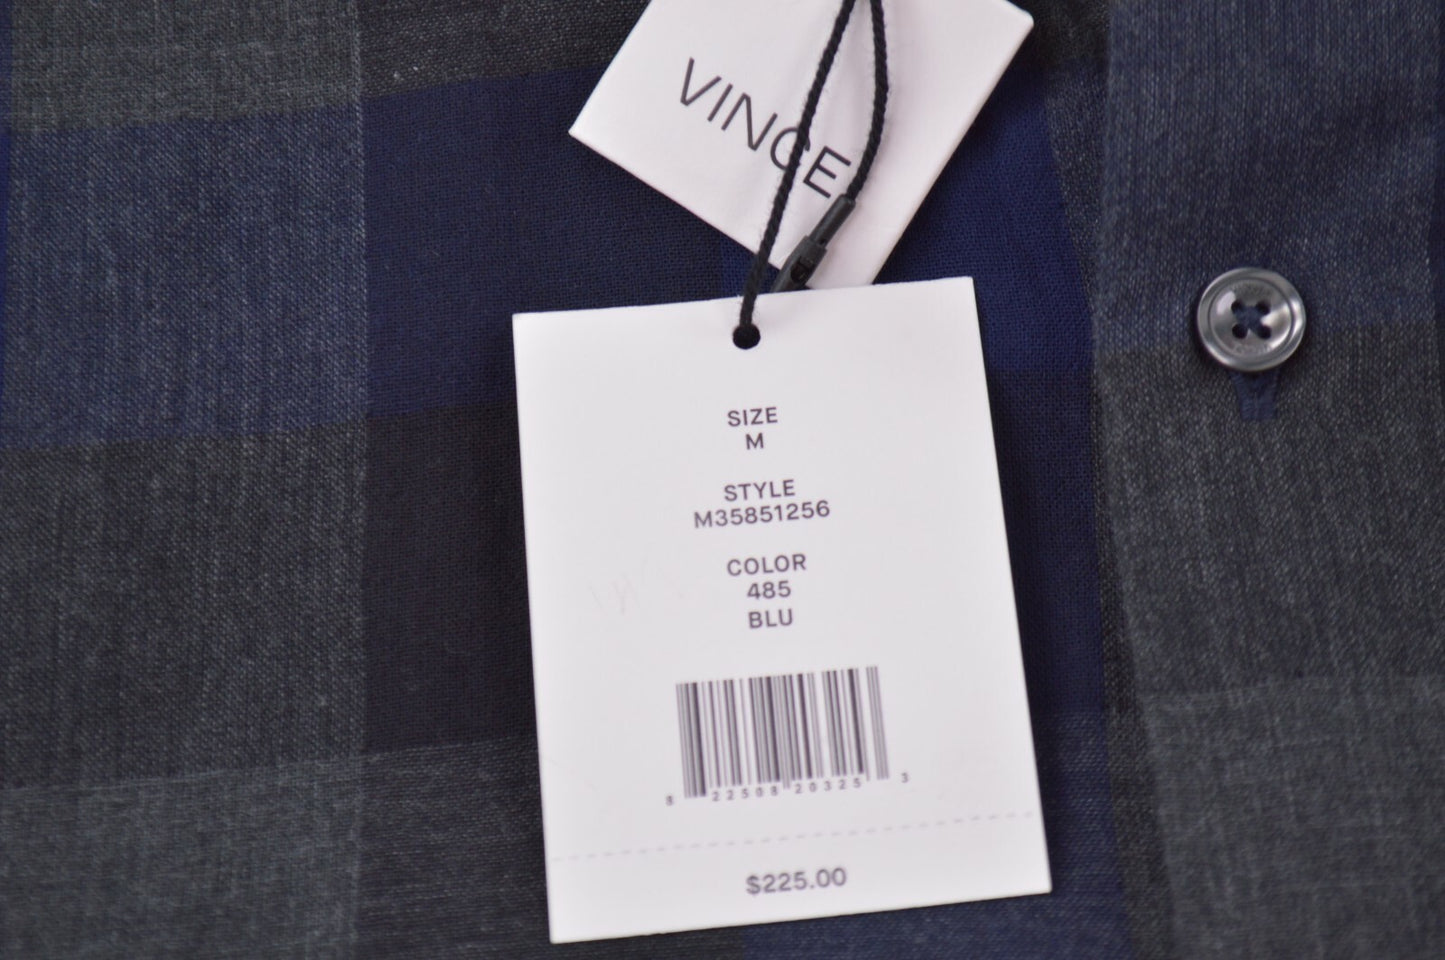 VINCE
SIZE
M
STYLE
M35851256
COLOR
485
BLU
8 22508 20325 3
$225.00